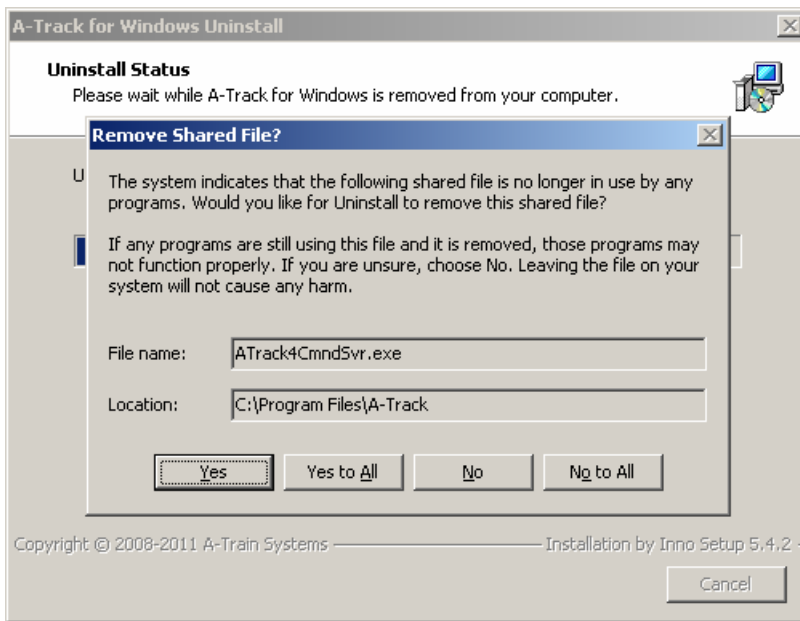 A-Track for Windows Uninstall
Uninstall Status
Please wait while A-Track for Windows is removed from your computer.
Remove Shared File?
U
The system indicates that the following shared file is no longer in use by any
programs. Would you like for Uninstall to remove this shared file?
If any programs are still using this file and it is removed, those programs may
not function properly. If you are unsure, choose No. Leaving the file on your
system will not cause any harm.
File name: ATrack4CmndSvr.exe
Location: C:\Program Files\A-Track
Yes Yes to All No No to All
Copyright © 2008-2011 A-Train Systems Installation by Inno Setup 5.4.2
Cancel